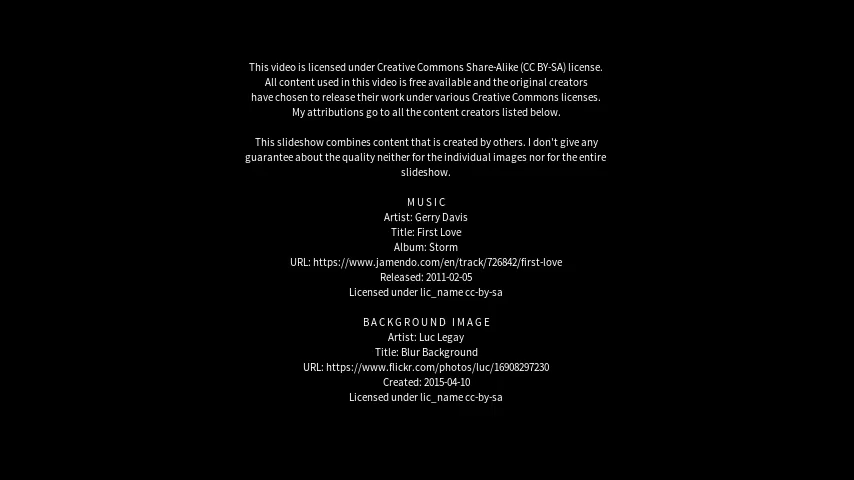 This video is licensed under Creative Commons Share-Alike (CC BY-SA) license.
All content used in this video is free available and the original creators
have chosen to release their work under various Creative Commons licenses.
My attributions go to all the content creators listed below.
This slideshow combines content that is created by others. I don't give any
guarantee about the quality neither for the individual images nor for the entire
slideshow.
MUSIC
Artist: Gerry Davis
Title: First Love
Album: Storm
URL: https://www.jamendo.com/en/track/726842/first-love
Released: 2011-02-05
Licensed under lic_name cc-by-sa
BACKGROUND IMAGE
Artist: Luc Legay
Title: Blur Background
URL: https://www.flickr.com/photos/luc/16908297230
Created: 2015-04-10
Licensed under lic_name cc-by-sa